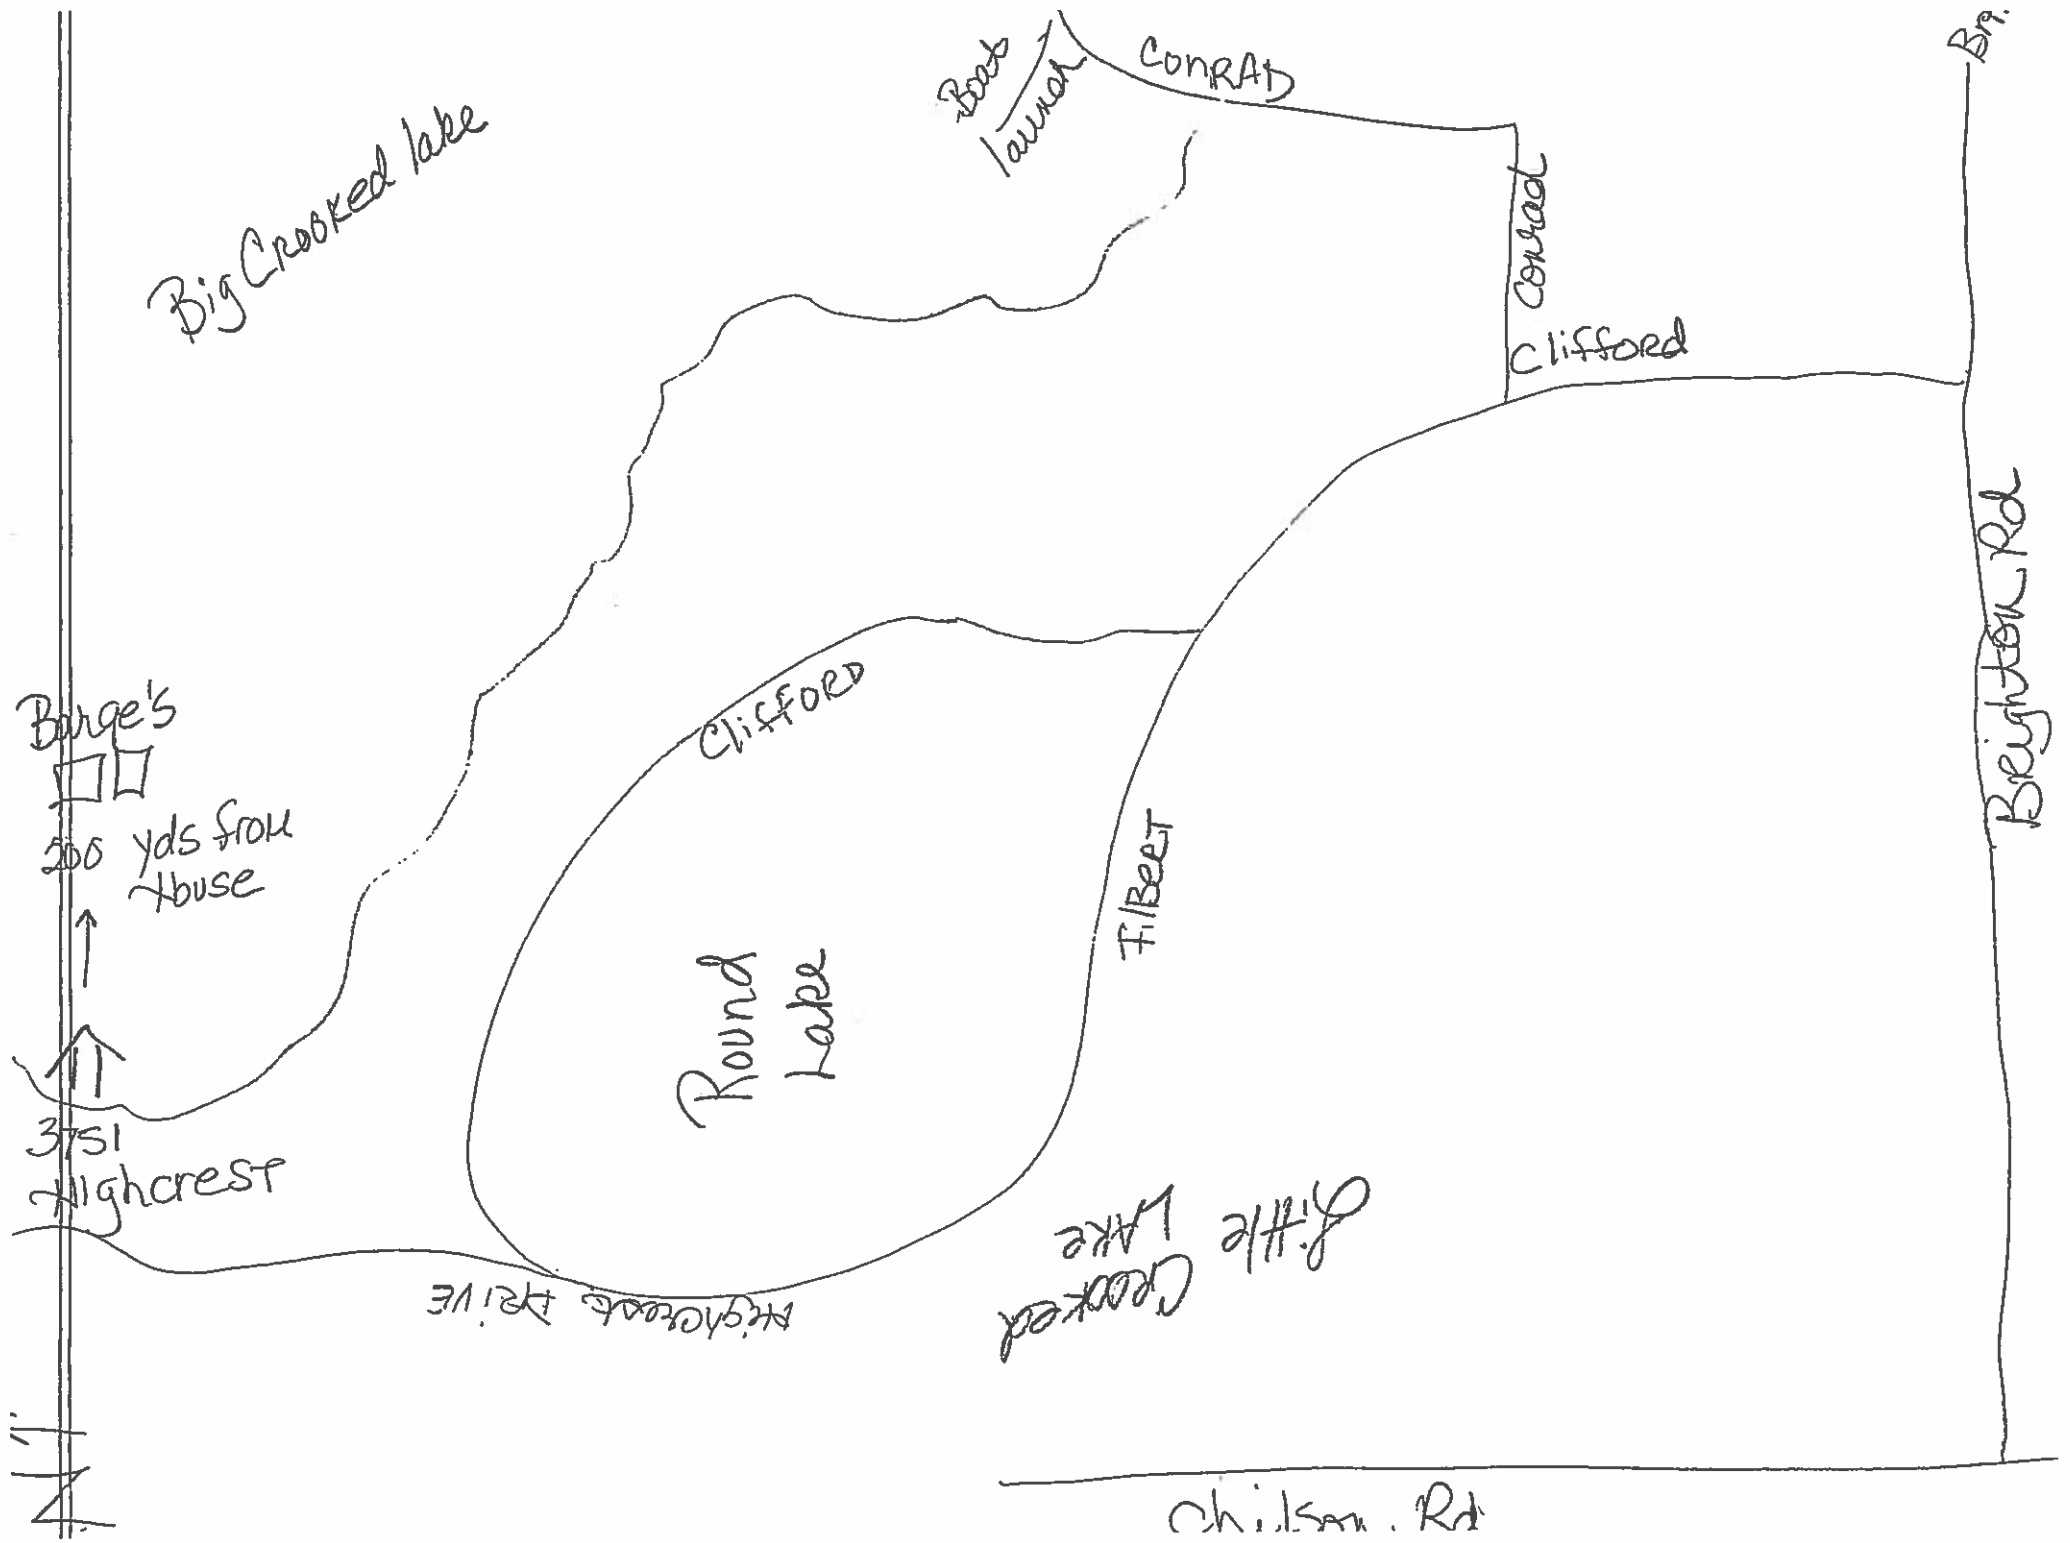 Boat
launch
CONRAD
Big Crooked lake
Conrad
Clifford
Brighton Rd
Barge's
200 yds from
House
Clifford
Filbert
Round
Lake
3751
Highcrest
Little
Crooked
Lake
Highcrest Drive
Chilson Rd